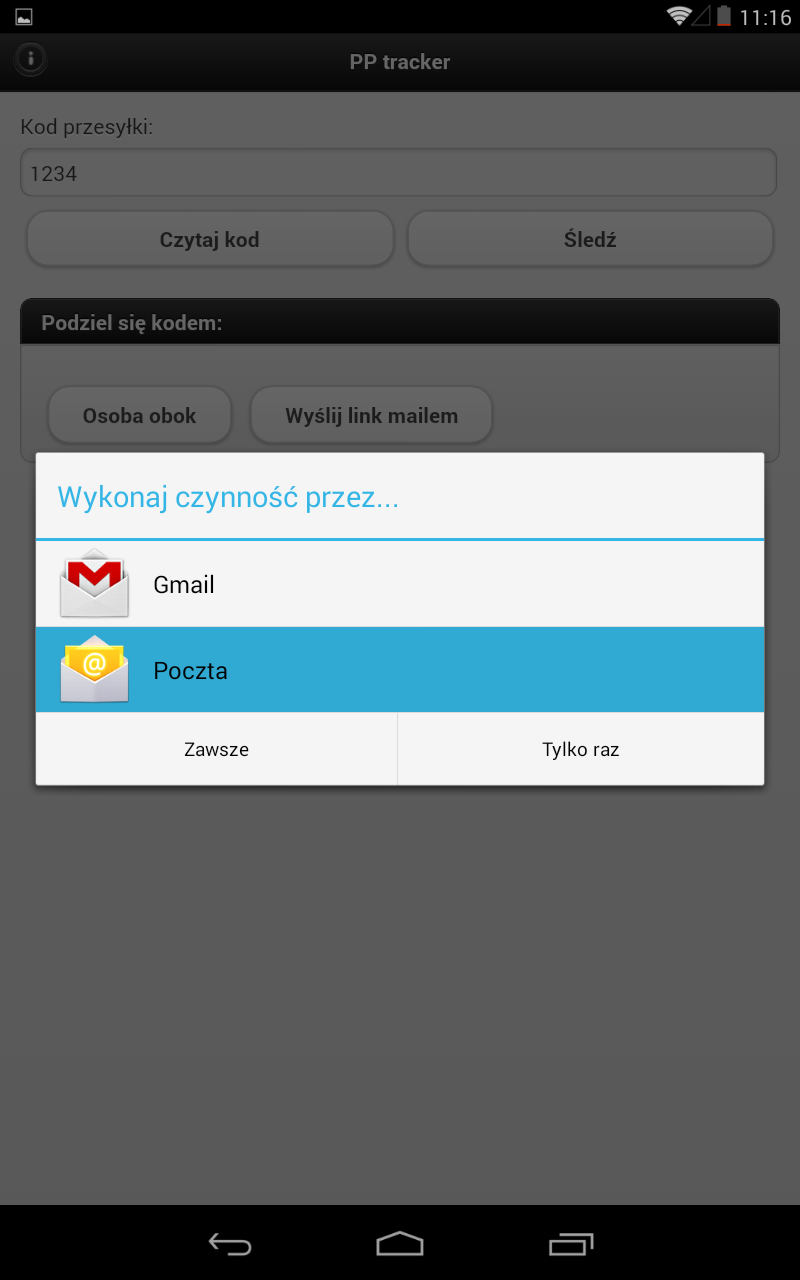 11:16
PP tracker
Kod przesyłki:
1234
Czytaj kod
Śledź
Podziel się kodem:
Osoba obok
Wyślij link mailem
Wykonaj czynność przez...
Gmail
Poczta
Zawsze
Tylko raz